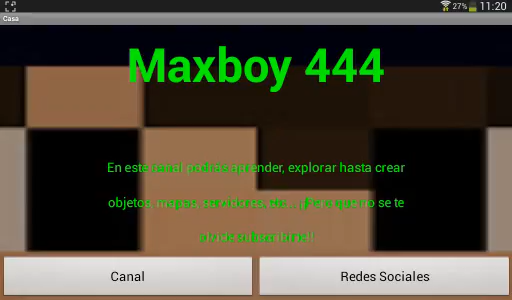 27% 11:20
Casa
Maxboy 444
En este canal podrás aprender, explorar hasta crear
objetos, mapas, servidores, etc.. ¡¡Para que no se te
olvide subscribirte!!
Canal Redes Sociales